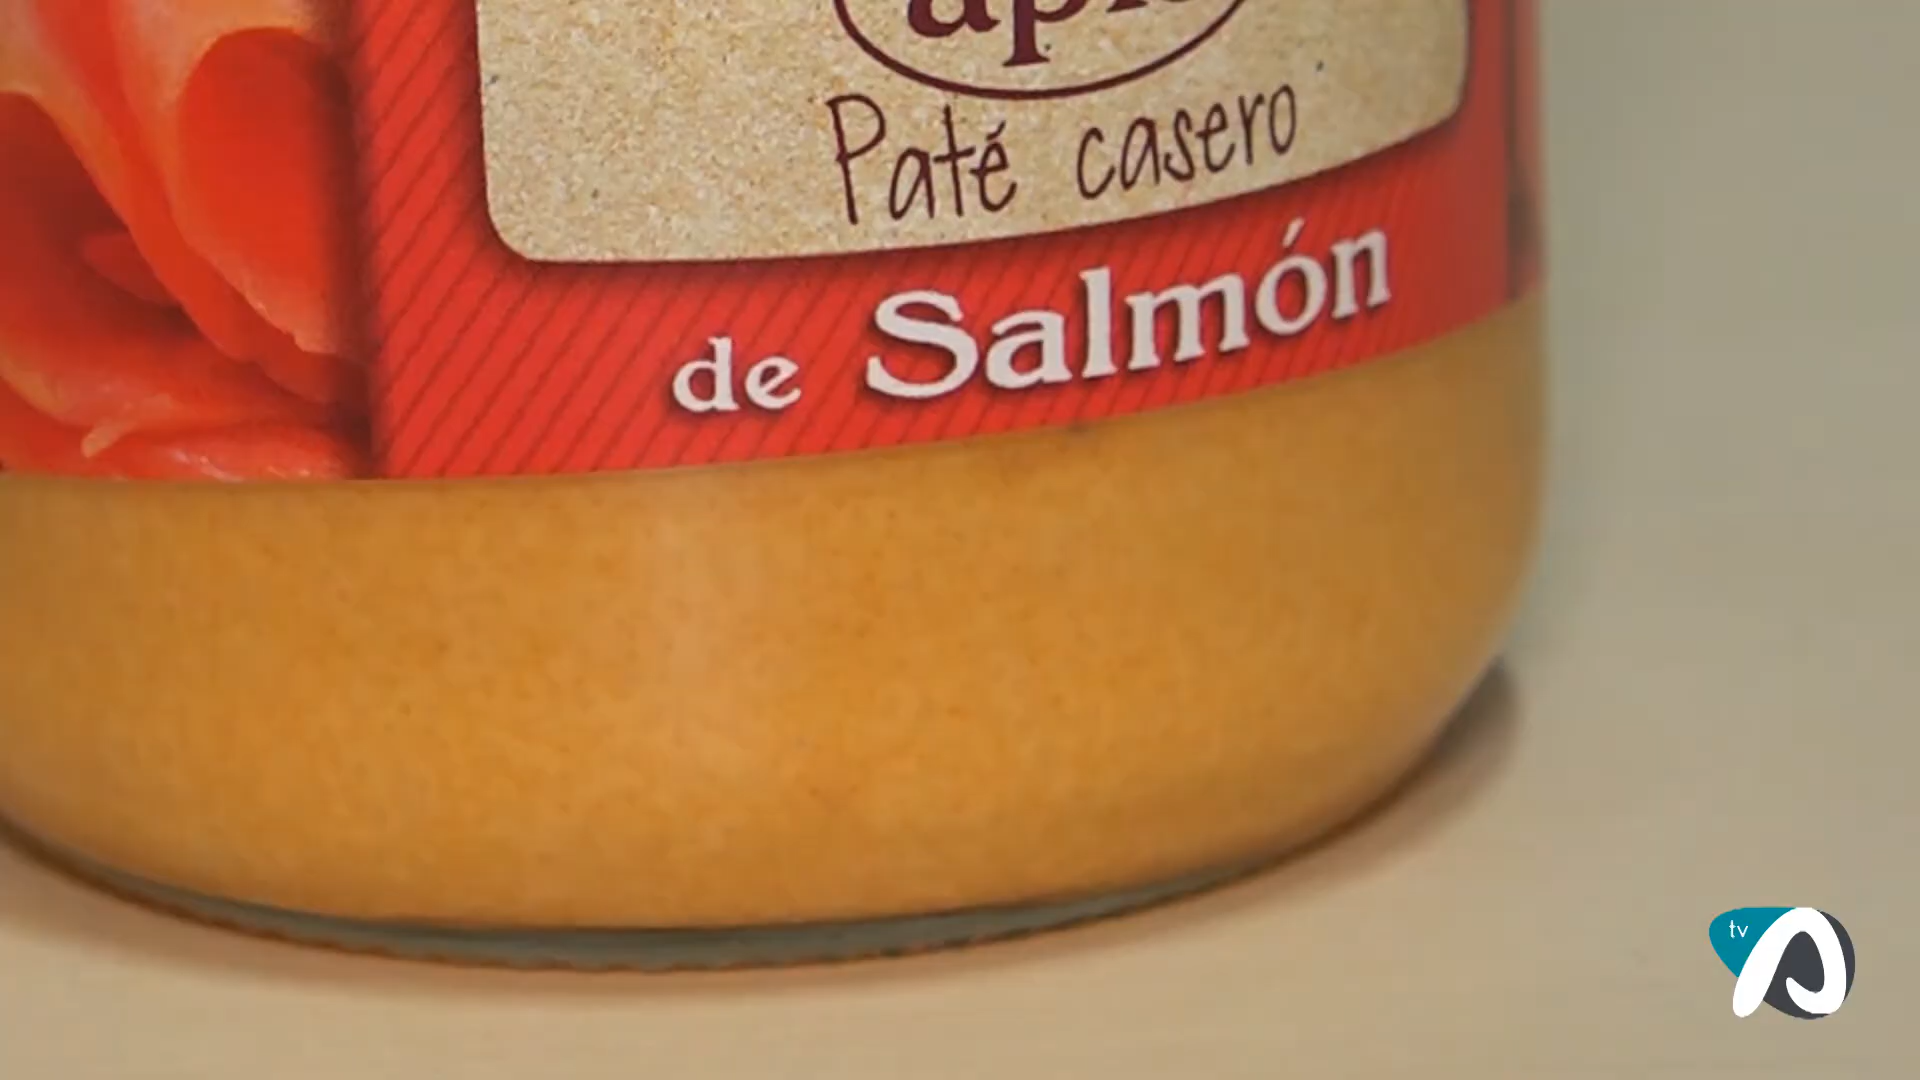 Paté casero
de Salmón
tv